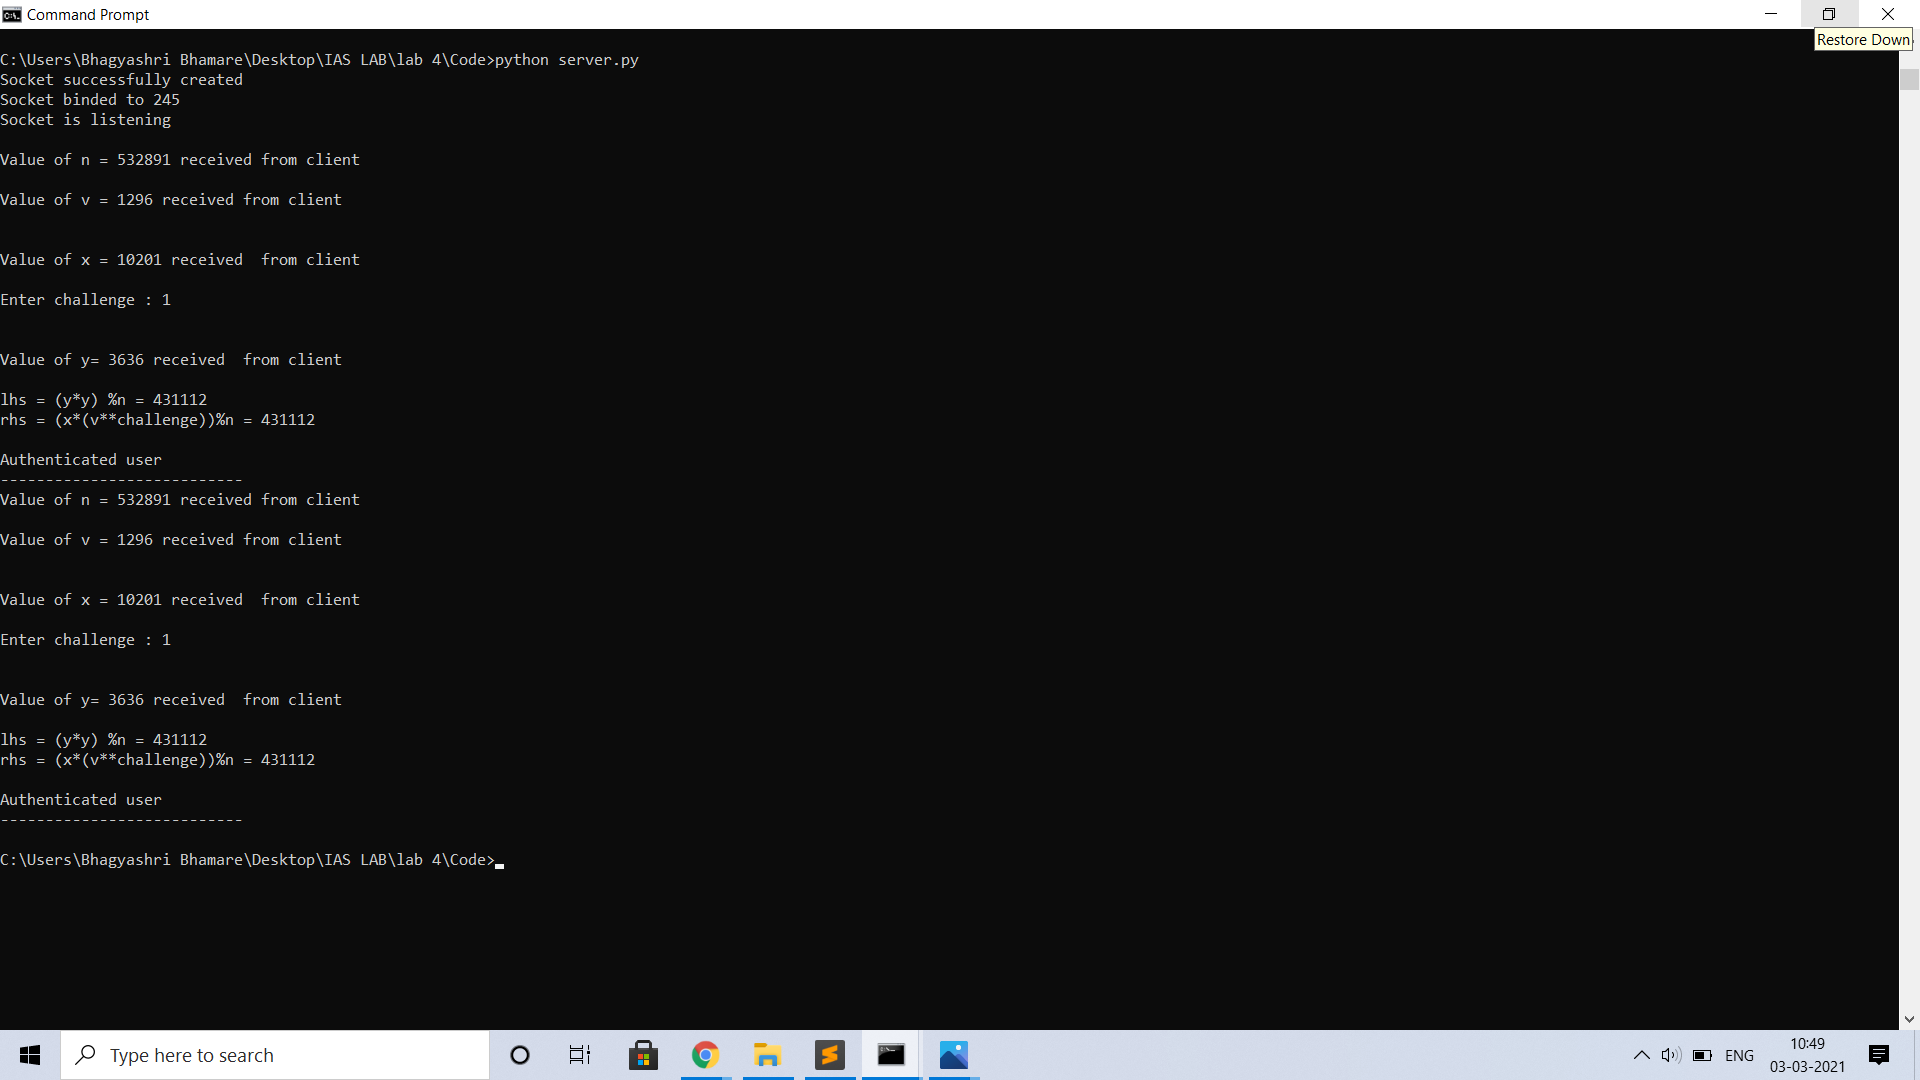 Command Prompt
Restore Down
C:\Users\Bhagyashri Bhamare\Desktop\IAS LAB\lab 4\Code>python server.py
Socket successfully created
Socket binded to 245
Socket is listening
Value of n = 532891 received from client
Value of v = 1296 received from client
Value of x = 10201 received  from client
Enter challenge : 1
Value of y= 3636 received  from client
lhs = (y*y) %n = 431112
rhs = (x*(v**challenge))%n = 431112
Authenticated user
---------------------------
Value of n = 532891 received from client
Value of v = 1296 received from client
Value of x = 10201 received  from client
Enter challenge : 1
Value of y= 3636 received  from client
lhs = (y*y) %n = 431112
rhs = (x*(v**challenge))%n = 431112
Authenticated user
---------------------------
C:\Users\Bhagyashri Bhamare\Desktop\IAS LAB\lab 4\Code>
Type here to search
ENG
10:49
03-03-2021